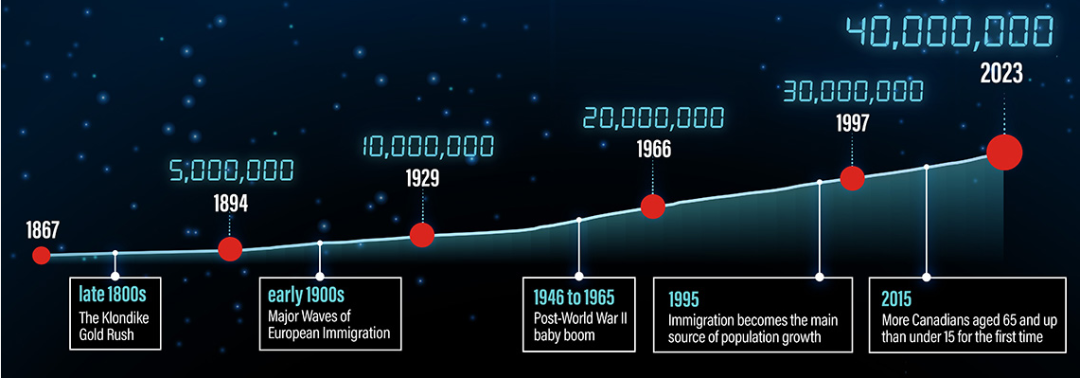 40,000,000
2023
30,000,000
1997
20,000,000
1966
10,000,000
1929
5,000,000
1894
1867
late 1800s
The Klondike
Gold Rush
early 1900s
Major Waves of
European Immigration
1946 to 1965
Post-World War II
baby boom
1995
Immigration becomes the main
source of population growth
2015
More Canadians aged 65 and up
than under 15 for the first time